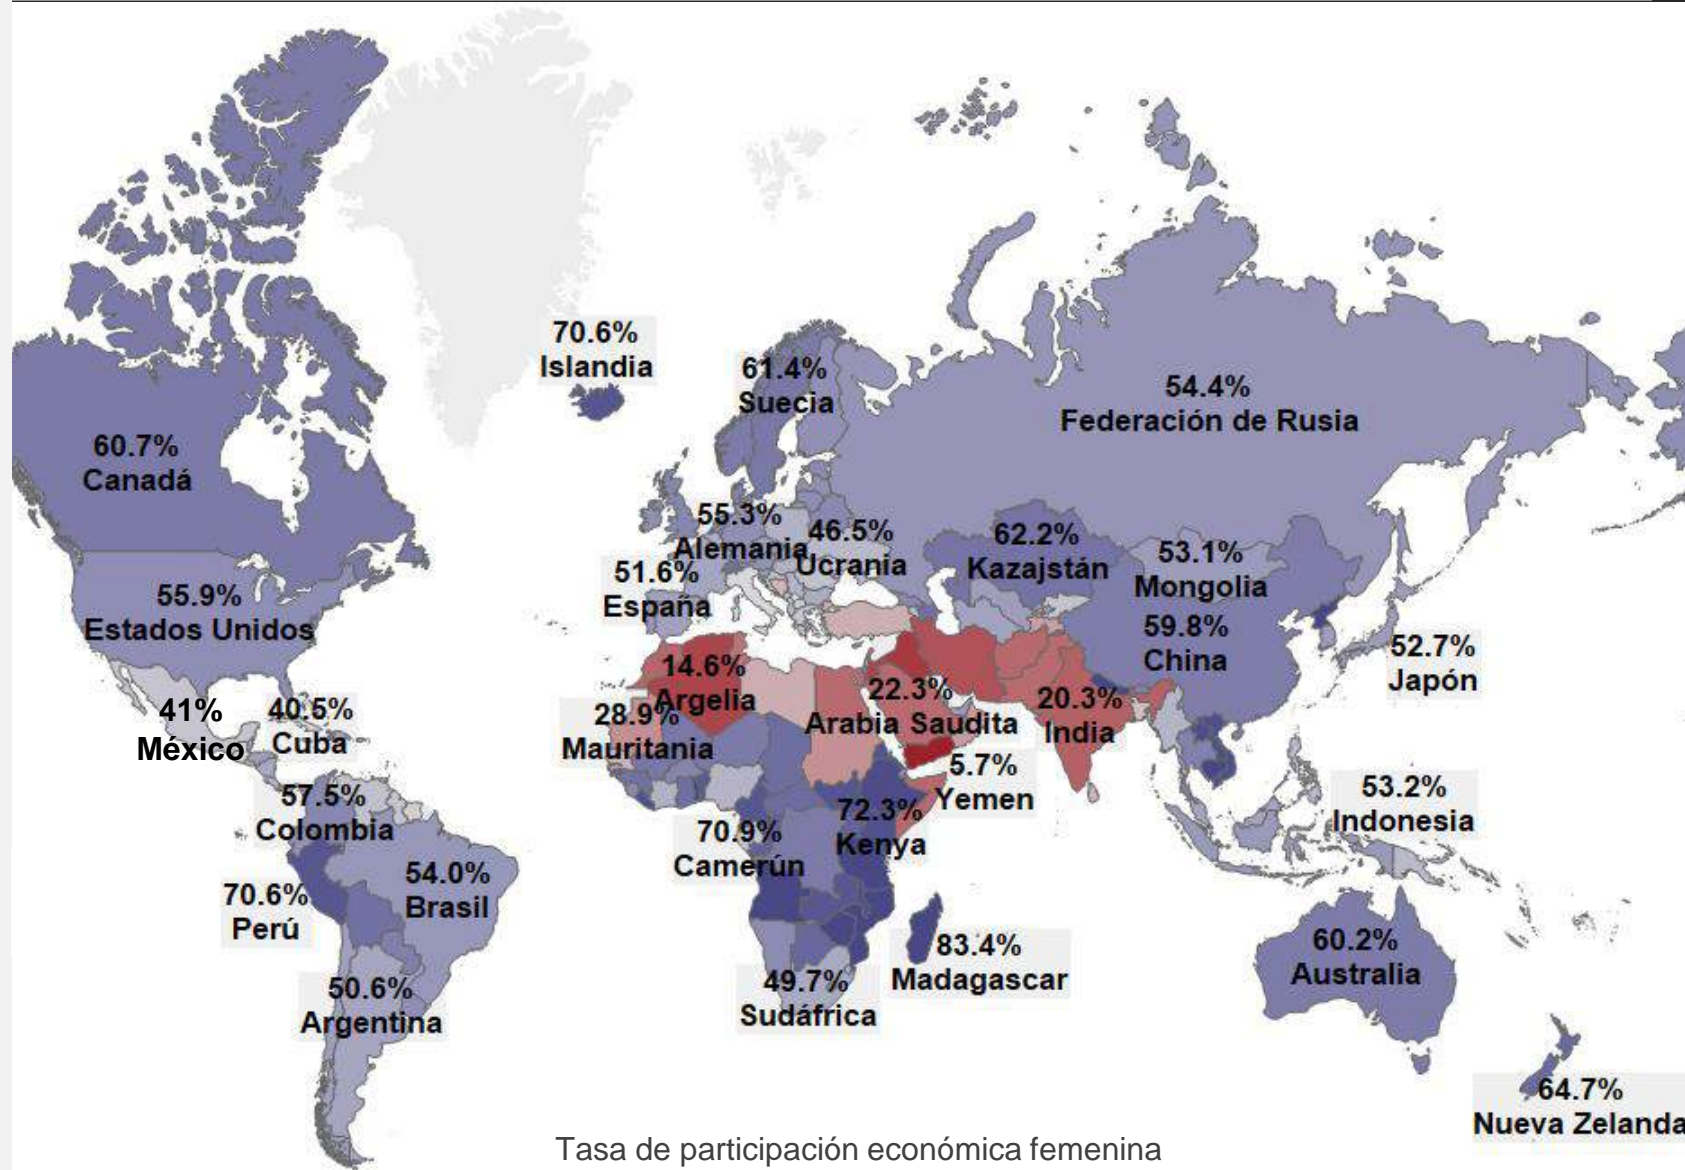 70.6%
Islandia
61.4%
Suecia
54.4%
Federación de Rusia
60.7%
Canadá
55.3%
Alemania
46.5%
Ucrania
62.2%
Kazajstán
53.1%
Mongolia
51.6%
España
55.9%
Estados Unidos
59.8%
China
52.7%
Japón
14.6%
Argelia
22.3%
Arabia Saudita
20.3%
India
41%
México
40.5%
Cuba
28.9%
Mauritania
5.7%
Yemen
57.5%
Colombia
70.9%
Camerún
72.3%
Kenya
53.2%
Indonesia
54.0%
Brasil
70.6%
Perú
83.4%
Madagascar
60.2%
Australia
50.6%
Argentina
49.7%
Sudáfrica
64.7%
Nueva Zelanda
Tasa de participación económica femenina